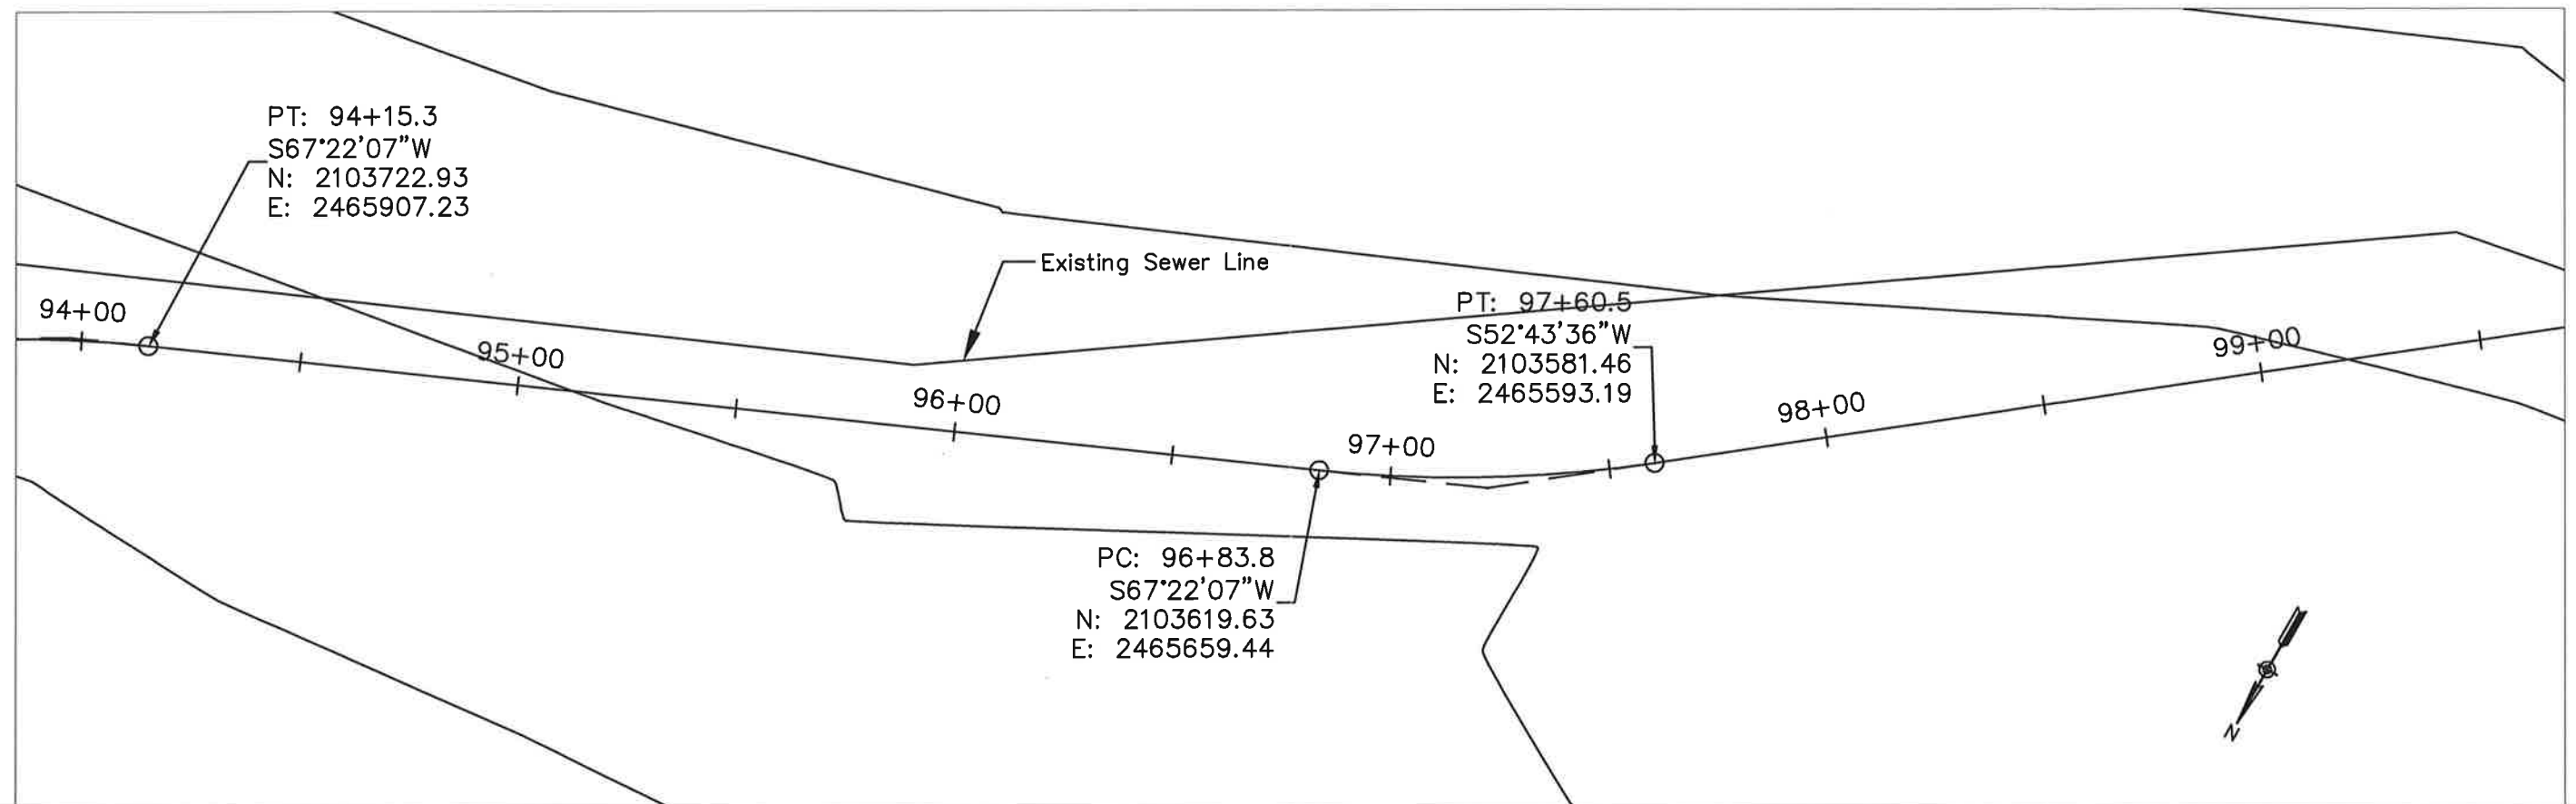 PT: 94+15.3
S67°22'07"W
N: 2103722.93
E: 2465907.23
94+00
Existing Sewer Line
95+00
PT: 97+60.5
S52°43'36"W
N: 2103581.46
E: 2465593.19
96+00
97+00
98+00
99+00
PC: 96+83.8
S67°22'07"W
N: 2103619.63
E: 2465659.44
N